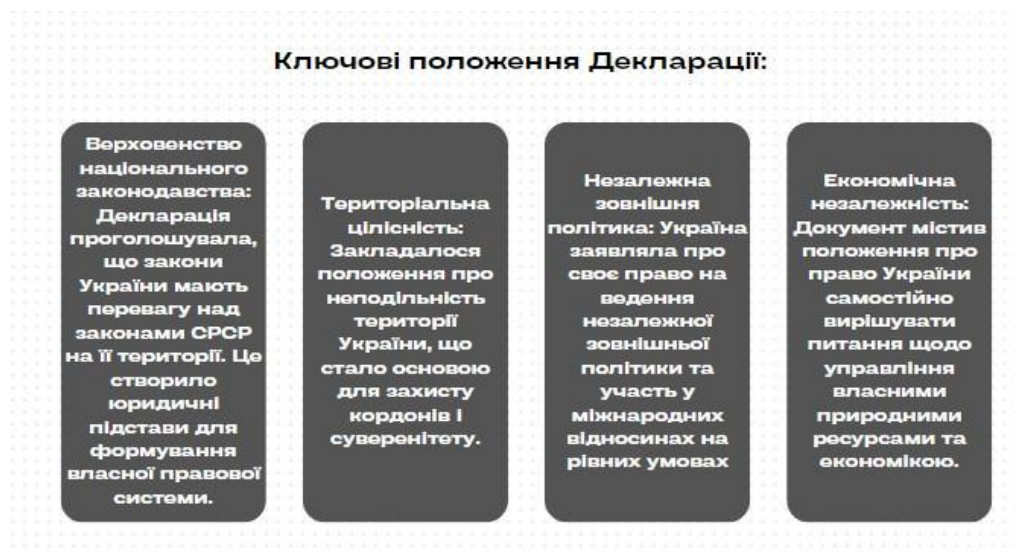 Ключові положення Декларації:
Верховенство
національного
законодавства:
Декларація
проголошувала,
що закони
України мають
перевагу над
законами СРСР
на її території. Це
створило
юридичні
підстави для
формування
власної правової
системи.
Територіальна
цілісність:
Закладалося
положення про
неподільність
території
України, що
стало основою
для захисту
кордонів і
суверенітету.
Незалежна
зовнішня
політика: Україна
заявляла про
своє право на
ведення
незалежної
зовнішньої
політики та
участь у
міжнародних
відносинах на
рівних умовах
Економічна
незалежність:
Документ містив
положення про
право України
самостійно
вирішувати
питання щодо
управління
власними
природними
ресурсами та
економікою.